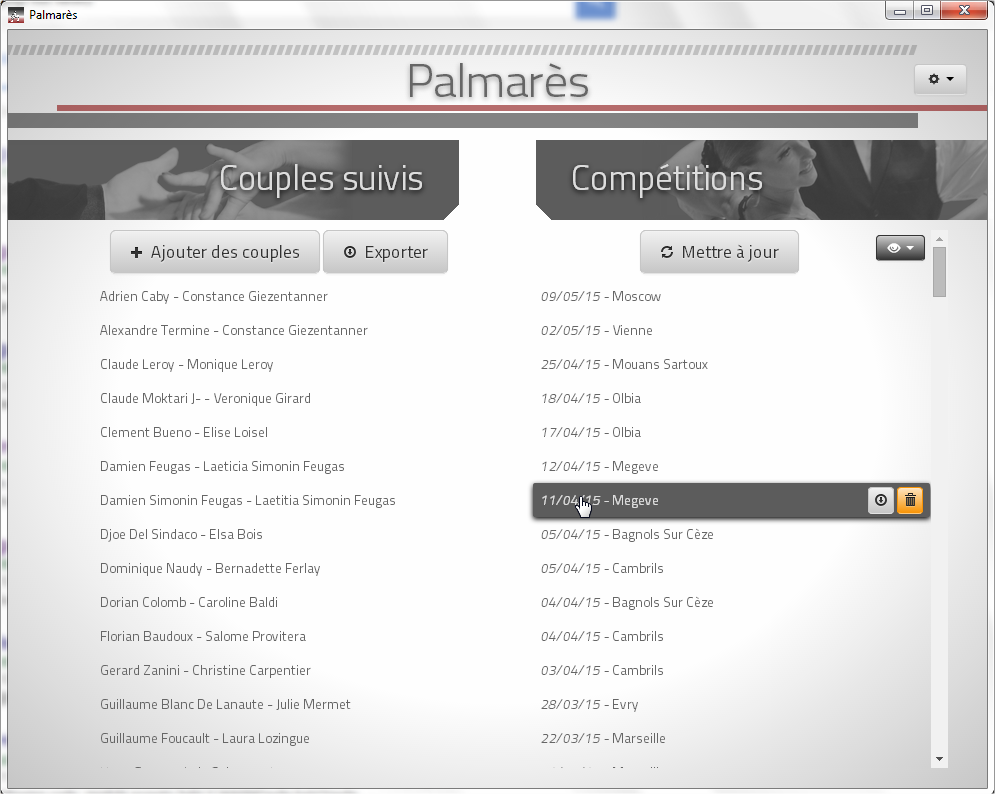 Palmarès
Palmarès
Couples suivis
Ajouter des couples
Exporter
Adrien Caby - Constance Giezentanner
Alexandre Termine - Constance Giezentanner
Claude Leroy - Monique Leroy
Claude Moktari J- - Veronique Girard
Clement Bueno - Elise Loisel
Damien Feugas - Laeticia Simonin Feugas
Damien Simonin Feugas - Laetitia Simonin Feugas
Djoe Del Sindaco - Elsa Bois
Dominique Naudy - Bernadette Ferlay
Dorian Colomb - Caroline Baldi
Florian Baudoux - Salome Provitera
Gerard Zanini - Christine Carpentier
Guillaume Blanc De Lanaute - Julie Mermet
Guillaume Foucault - Laura Lozingue
Compétitions
Mettre à jour
09/05/15 - Moscow
02/05/15 - Vienne
25/04/15 - Mouans Sartoux
18/04/15 - Olbia
17/04/15 - Olbia
12/04/15 - Megeve
11/04/15 - Megeve
05/04/15 - Bagnols Sur Cèze
05/04/15 - Cambrils
04/04/15 - Bagnols Sur Cèze
04/04/15 - Cambrils
03/04/15 - Cambrils
28/03/15 - Evry
22/03/15 - Marseille